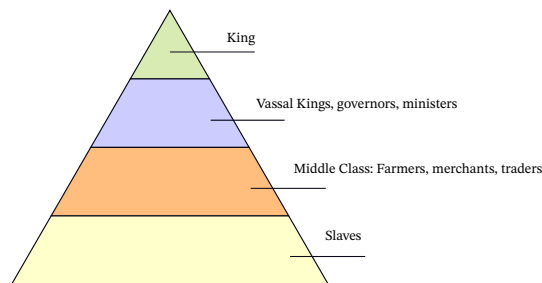 King
Vassal Kings, governors, ministers
Middle Class: Farmers, merchants, traders
Slaves